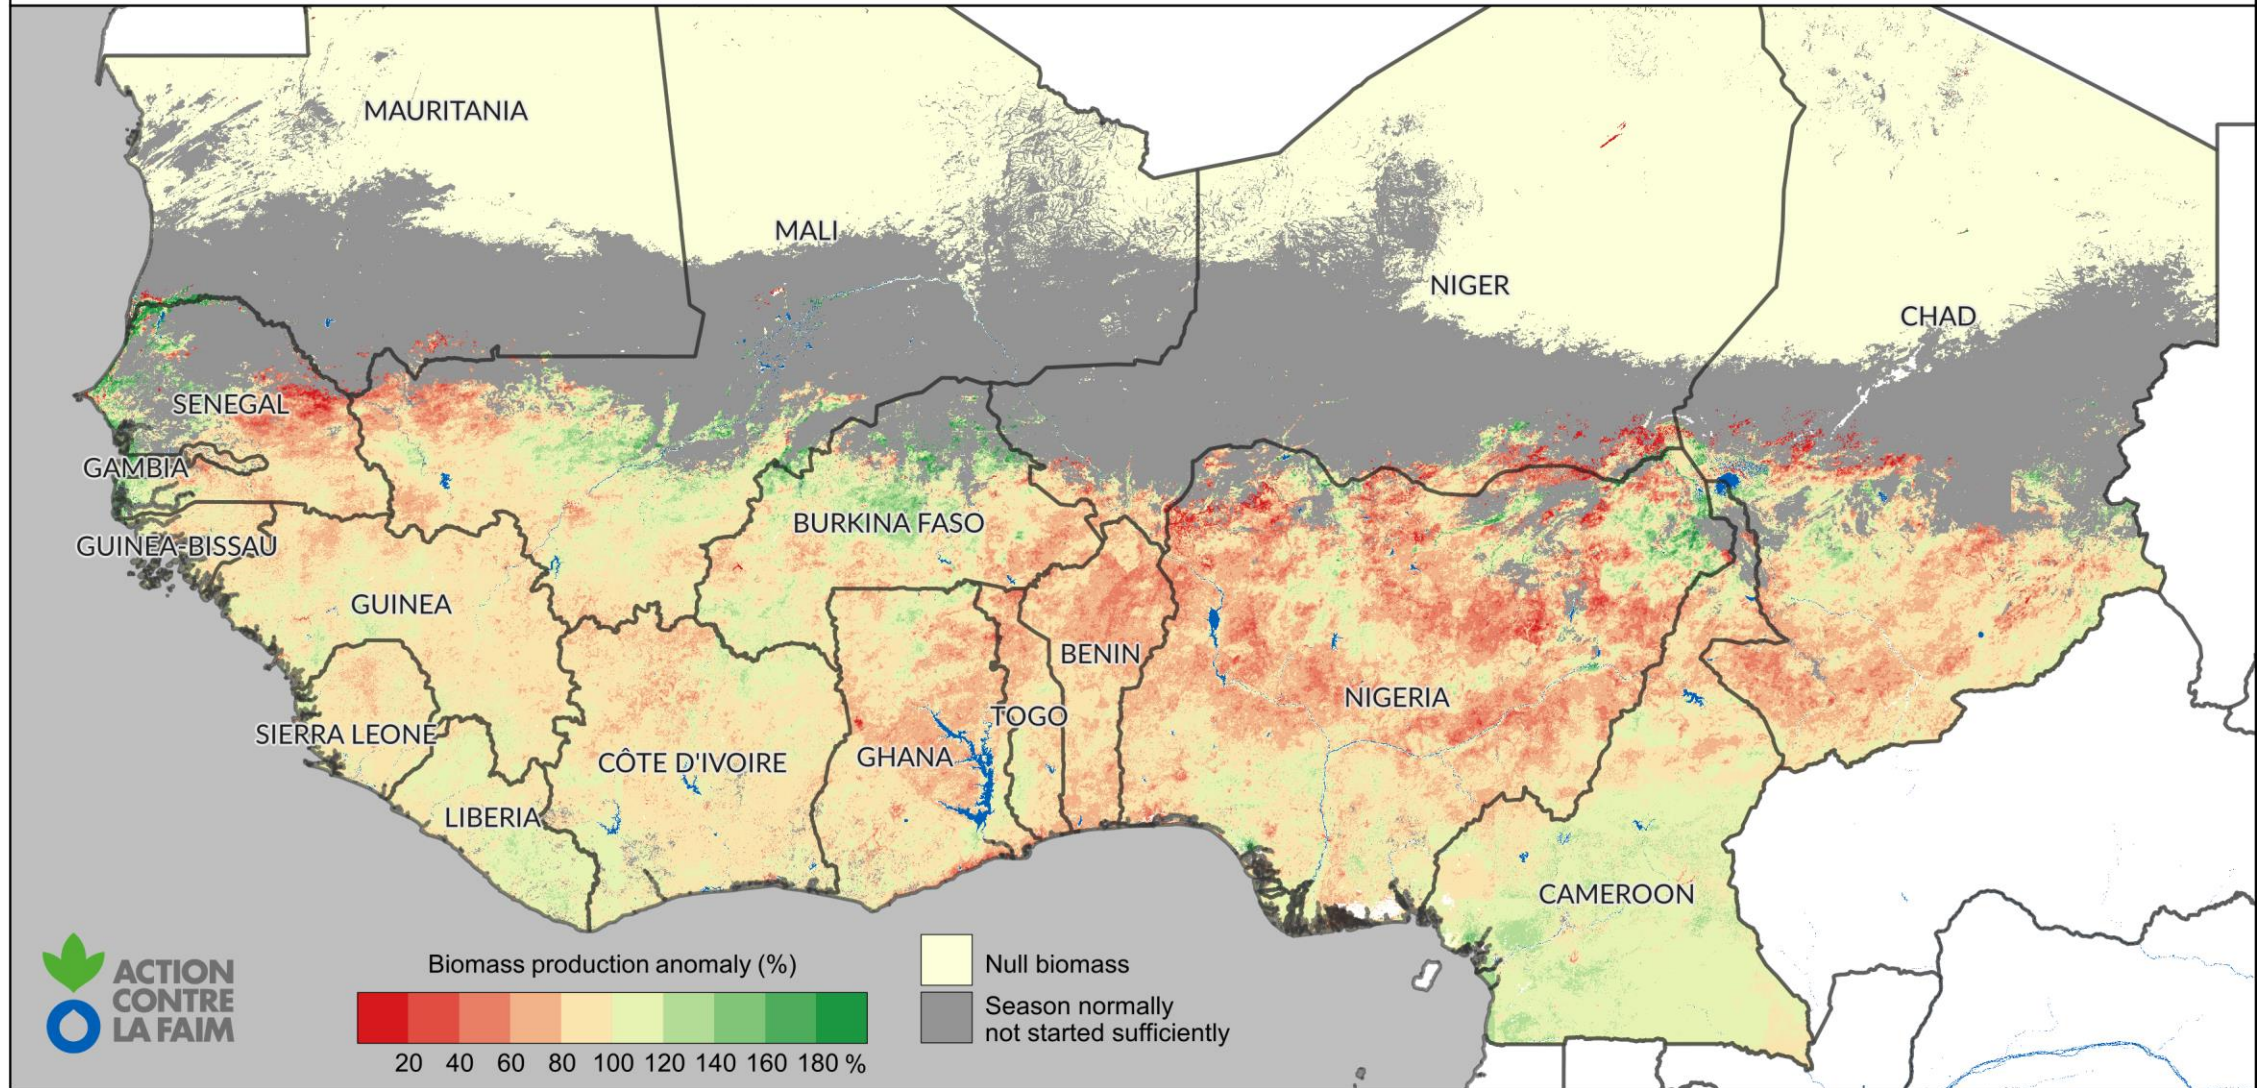 MAURITANIA
MALI
NIGER
CHAD
SENEGAL
GAMBIA
BURKINA FASO
GUINEA-BISSAU
GUINEA
BENIN
NIGERIA
TOGO
SIERRA LEONE
CÔTE D'IVOIRE
GHANA
LIBERIA
CAMEROON
ACTION
CONTRE
LA FAIM
Biomass production anomaly (%)
20 40 60 80 100 120 140 160 180 %
Null biomass
Season normally
not started sufficiently